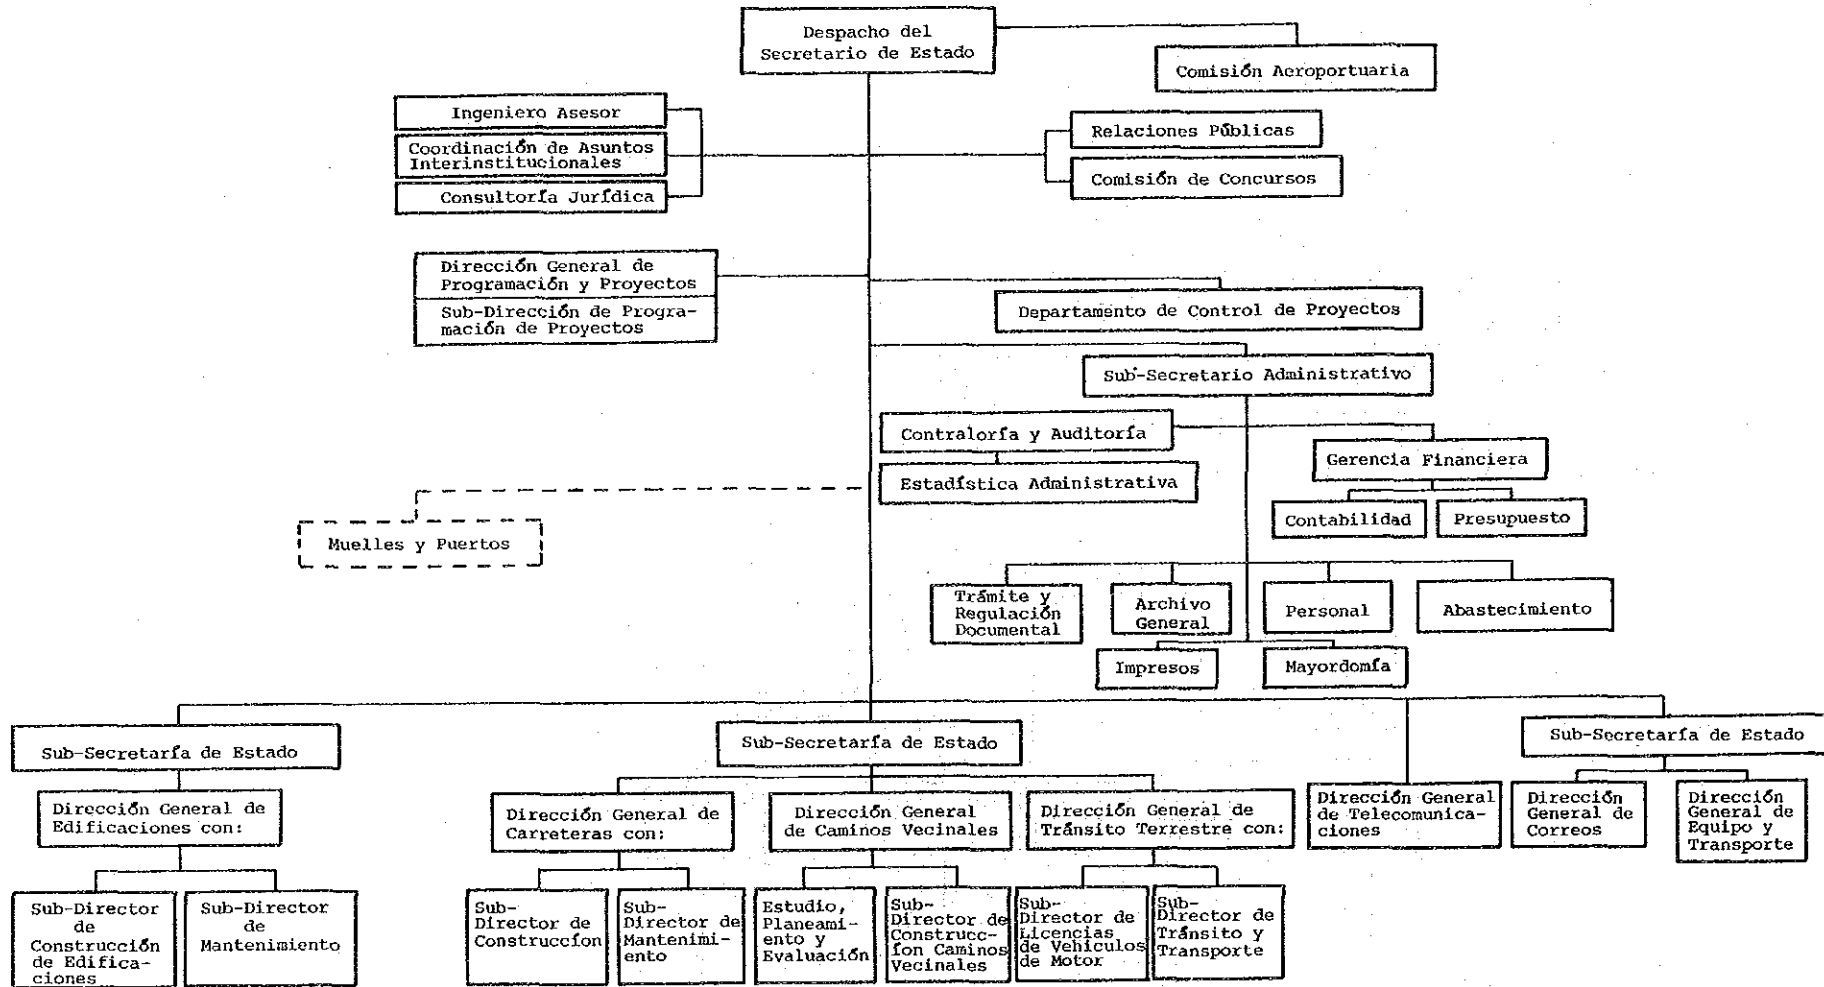 Despacho del
Secretario de Estado
Comisión Aeroportuaria
Ingeniero Asesor
Coordinación de Asuntos
Interinstitucionales
Consultoría Jurídica
Relaciones Públicas
Comisión de Concursos
Dirección General de
Programación y Proyectos
Sub-Dirección de Progra-
mación de Proyectos
Departamento de Control de Proyectos
Sub-Secretario Administrativo
Contraloría y Auditoría
Estadística Administrativa
Gerencia Financiera
Contabilidad
Presupuesto
Muelles y Puertos
Trámite y
Regulación
Documental
Archivo
General
Personal
Abastecimiento
Impresos
Mayordomía
Sub-Secretaría de Estado
Sub-Secretaría de Estado
Sub-Secretaría de Estado
Dirección General de
Edificaciones con:
Dirección General de
Carreteras con:
Dirección General
de Caminos Vecinales
Dirección General de
Tránsito Terrestre con:
Dirección General
de Telecomunica-
ciones
Dirección
General de
Correos
Dirección
General de
Equipo y
Transporte
Sub-Director
de
Construcción
de Edifica-
ciones
Sub-Director
de
Mantenimiento
Sub-
Director de
Construccíon
Sub-
Director de
Mantenimi-
ento
Estudio,
Planeami-
ento y
Evaluación
Sub-
Director de
Construcc-
íon Caminos
Vecinales
Sub-
Director de
Licencias
de Vehículos
de Motor
Sub-
Director de
Tránsito y
Transporte